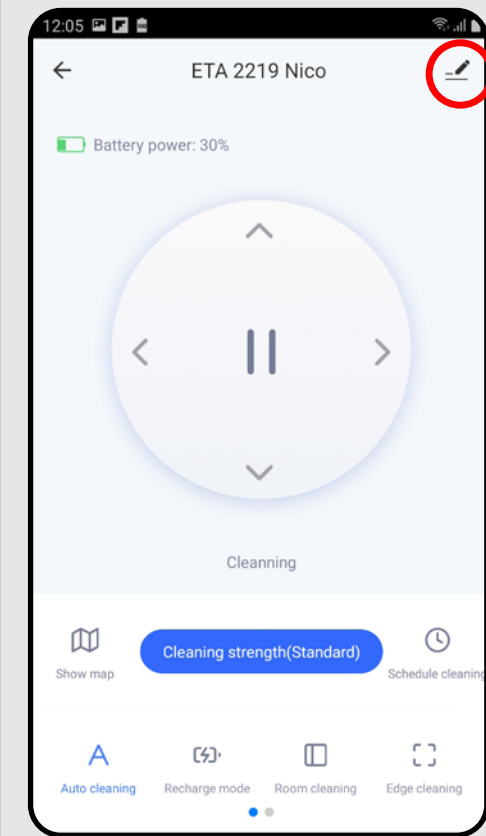 12:05
ETA 2219 Nico
Battery power: 30%
Cleanning
Show map
Cleaning strength(Standard)
Schedule cleaning
Auto cleaning
Recharge mode
Room cleaning
Edge cleaning